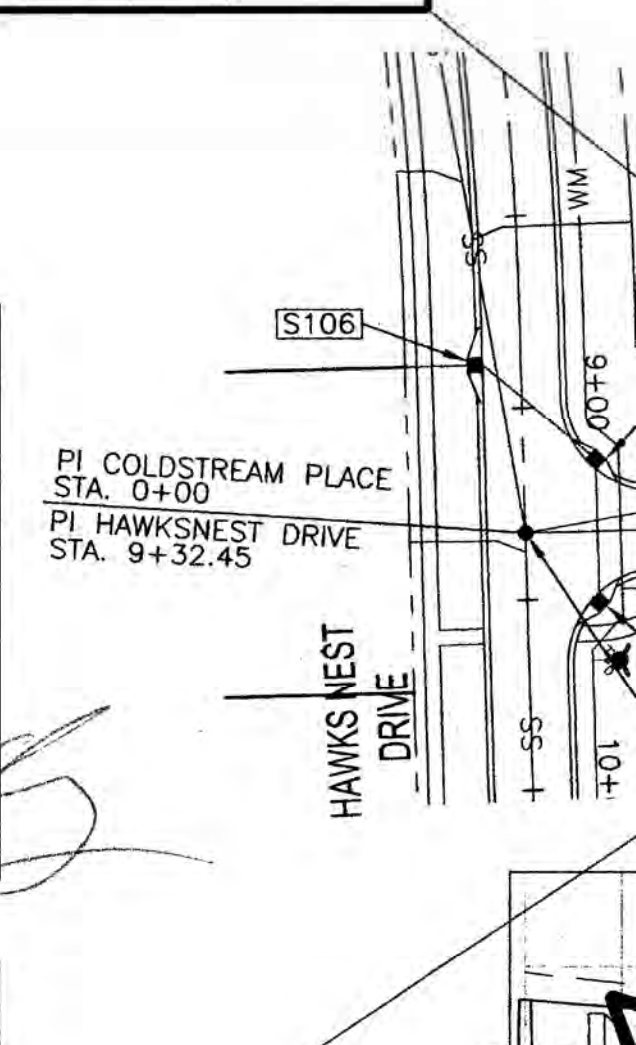 WM
SS
S106
9+00
PI COLDSTREAM PLACE
STA. 0+00
PI HAWKSNEST DRIVE
STA. 9+32.45
HAWKS NEST
DRIVE
SS
10+